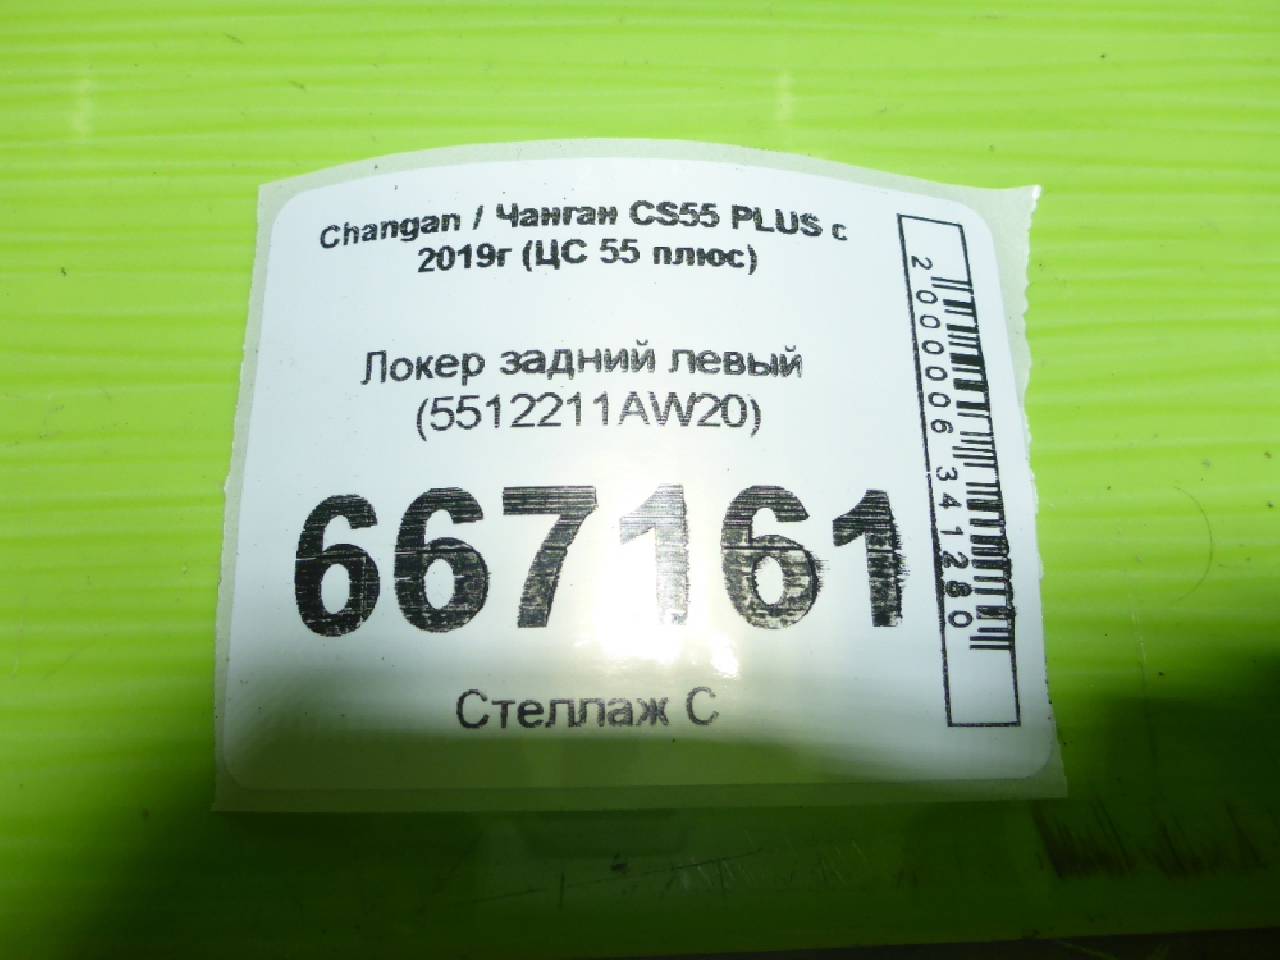 Changan / Чанган CS55 PLUS с
2019г (ЦС 55 плюс)
Локер задний левый
(5512211AW20)
667161
Стеллаж С
2000006341280